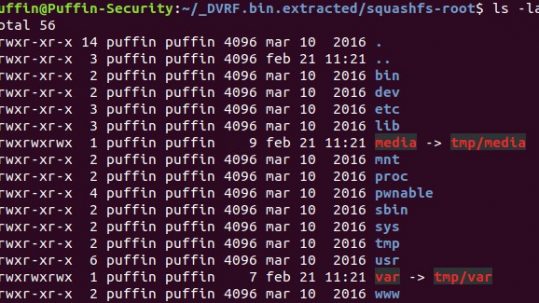 uffin@Puffin-Security:~/_DVRF.bin.extracted/squashfs-root$ ls -la
otal 56
rwxr-xr-x 14 puffin puffin 4096 mar 10 2016 .
rwxr-xr-x 3 puffin puffin 4096 feb 21 11:21 ..
rwxr-xr-x 2 puffin puffin 4096 mar 10 2016 bin
rwxr-xr-x 2 puffin puffin 4096 mar 10 2016 dev
rwxr-xr-x 3 puffin puffin 4096 mar 10 2016 etc
rwxr-xr-x 3 puffin puffin 4096 mar 10 2016 lib
rwxrwxrwx 1 puffin puffin 9 feb 21 11:21 media -> tmp/media
rwxr-xr-x 2 puffin puffin 4096 mar 10 2016 mnt
rwxr-xr-x 2 puffin puffin 4096 mar 10 2016 proc
rwxr-xr-x 4 puffin puffin 4096 mar 10 2016 pwnable
rwxr-xr-x 2 puffin puffin 4096 mar 10 2016 sbin
rwxr-xr-x 2 puffin puffin 4096 mar 10 2016 sys
rwxr-xr-x 2 puffin puffin 4096 mar 10 2016 tmp
rwxr-xr-x 6 puffin puffin 4096 mar 10 2016 usr
rwxrwxrwx 1 puffin puffin 7 feb 21 11:21 var -> tmp/var
rwxr-xr-x 2 puffin puffin 4096 mar 10 2016 www